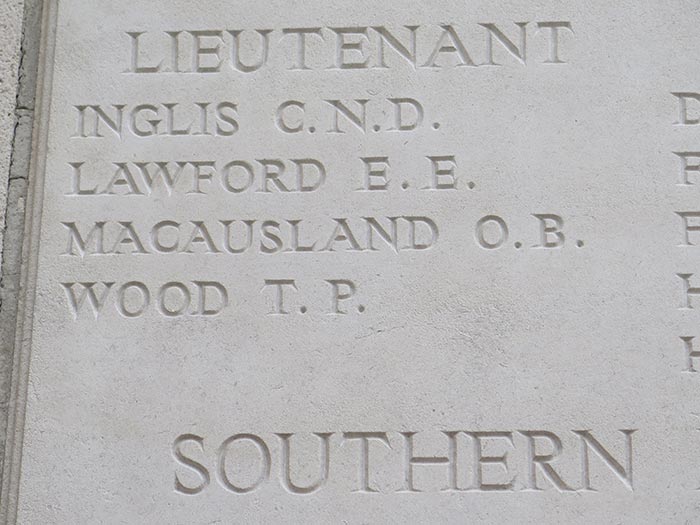 LIEUTENANT
INGLIS C.N.D.
LAWFORD E.E.
MACAUSLAND O.B.
WOOD T.P.
SOUTHERN